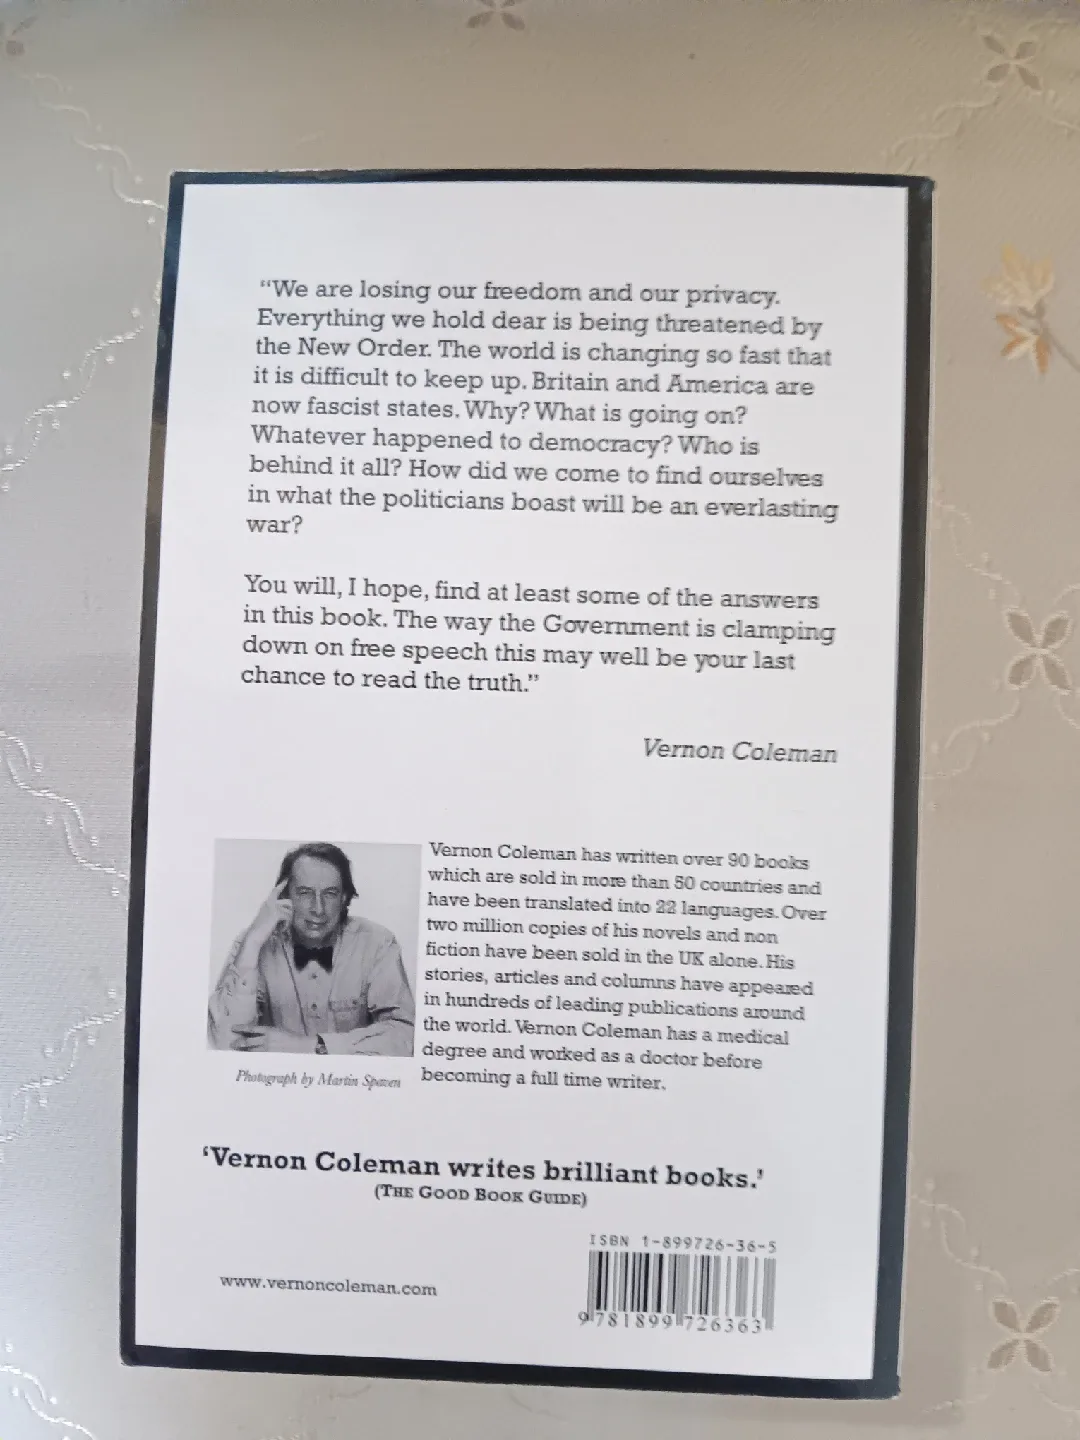 “We are losing our freedom and our privacy.
Everything we hold dear is being threatened by
the New Order. The world is changing so fast that
it is difficult to keep up. Britain and America are
now fascist states. Why? What is going on?
Whatever happened to democracy? Who is
behind it all? How did we come to find ourselves
in what the politicians boast will be an everlasting
war?
You will, I hope, find at least some of the answers
in this book. The way the Government is clamping
down on free speech this may well be your last
chance to read the truth.”
Vernon Coleman
Vernon Coleman has written over 90 books
which are sold in more than 50 countries and
have been translated into 22 languages. Over
two million copies of his novels and non
fiction have been sold in the UK alone. His
stories, articles and columns have appeared
in hundreds of leading publications around
the world. Vernon Coleman has a medical
degree and worked as a doctor before
becoming a full time writer.
Photograph by Martin Spaven
‘Vernon Coleman writes brilliant books.’
(THE GOOD BOOK GUIDE)
ISBN 1-899726-36-5
www.vernoncoleman.com
9 781899 726363